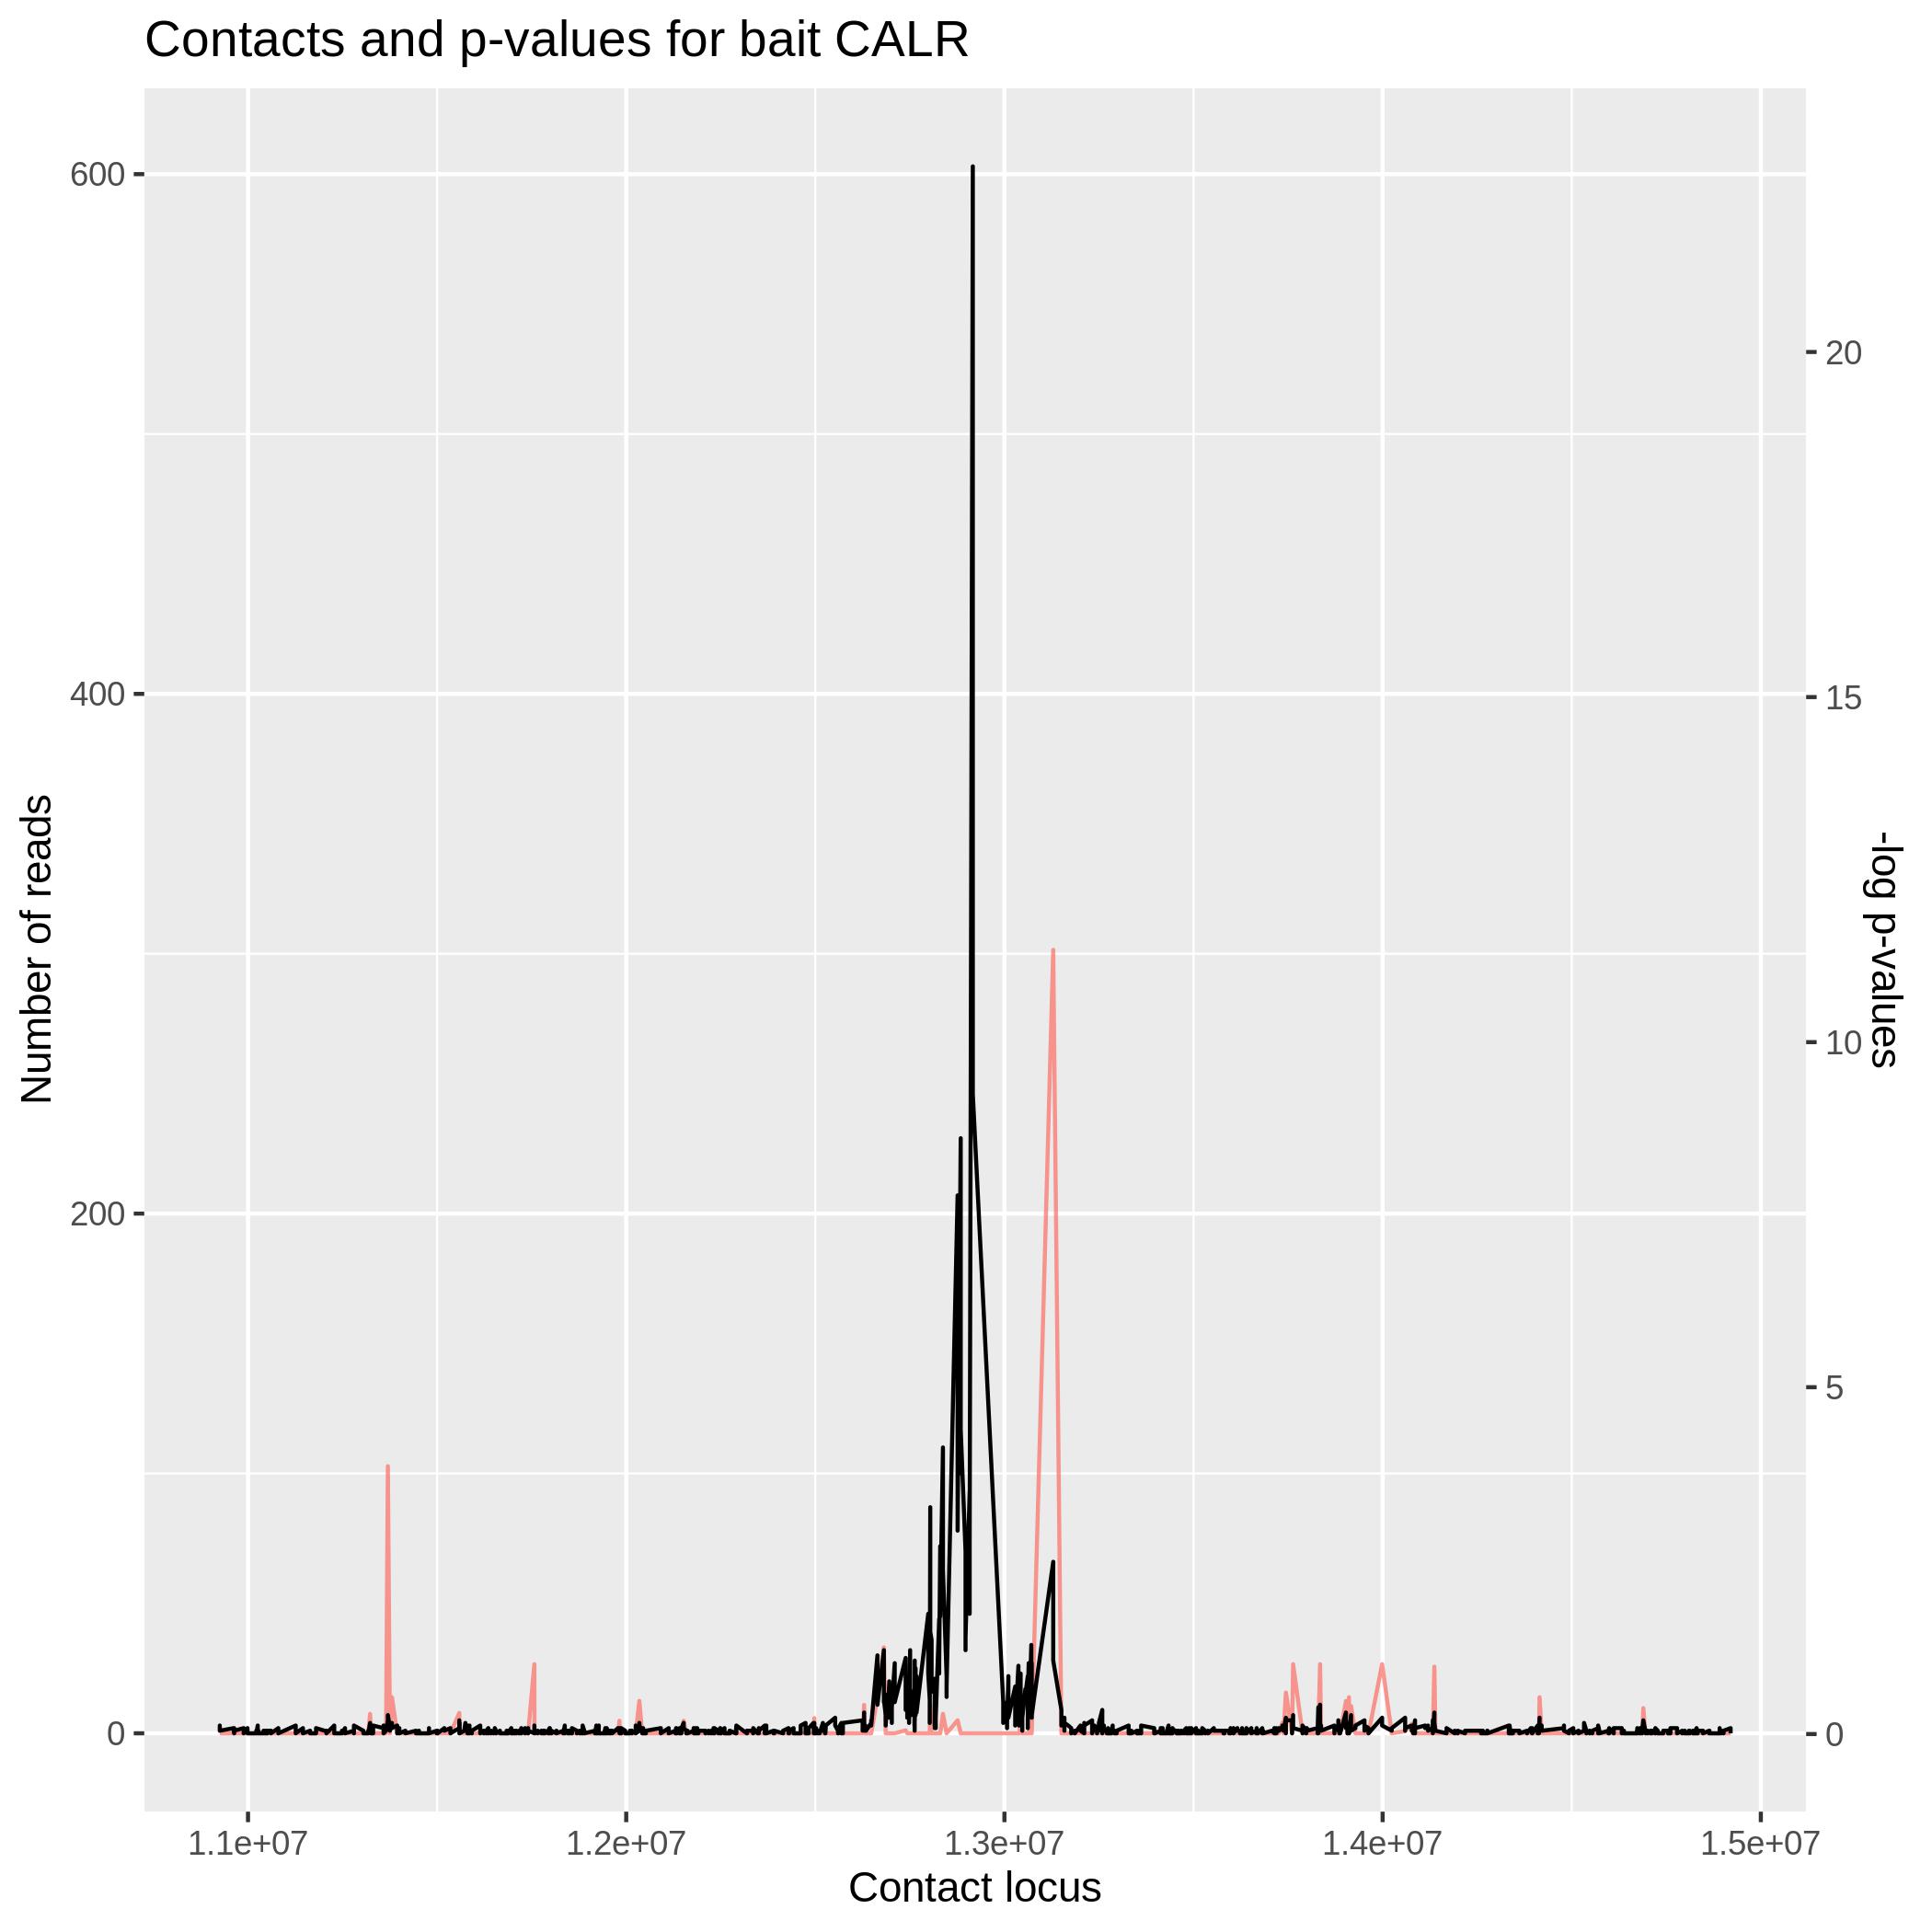 Contacts and p-values for bait CALR
600
400
200
0
Number of reads
20
15
10
5
0
-log p-values
1.1e+07
1.2e+07
1.3e+07
1.4e+07
1.5e+07
Contact locus